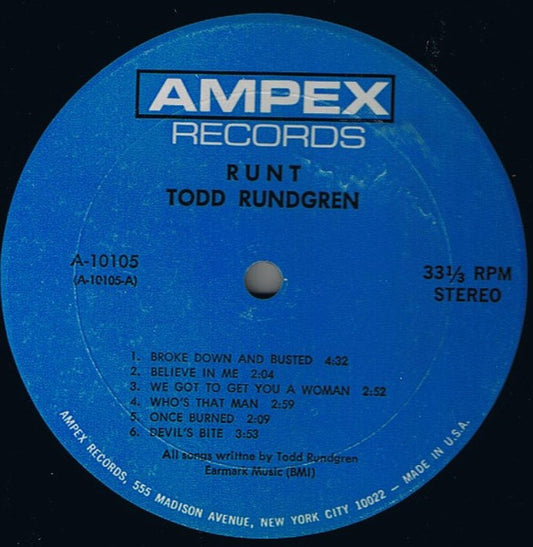 AMPEX
RECORDS
RUNT
TODD RUNDGREN
A-10105
(A-10105-A)
33⅓ RPM
STEREO
1. BROKE DOWN AND BUSTED 4:32
2. BELIEVE IN ME 2:04
3. WE GOT TO GET YOU A WOMAN 2:52
4. WHO'S THAT MAN 2:59
5. ONCE BURNED 2:09
6. DEVIL'S BITE 3:53
All songs writtne by Todd Rundgren
Earmark Music (BMI)
AMPEX RECORDS, 555 MADISON AVENUE, NEW YORK CITY 10022 – MADE IN U.S.A.